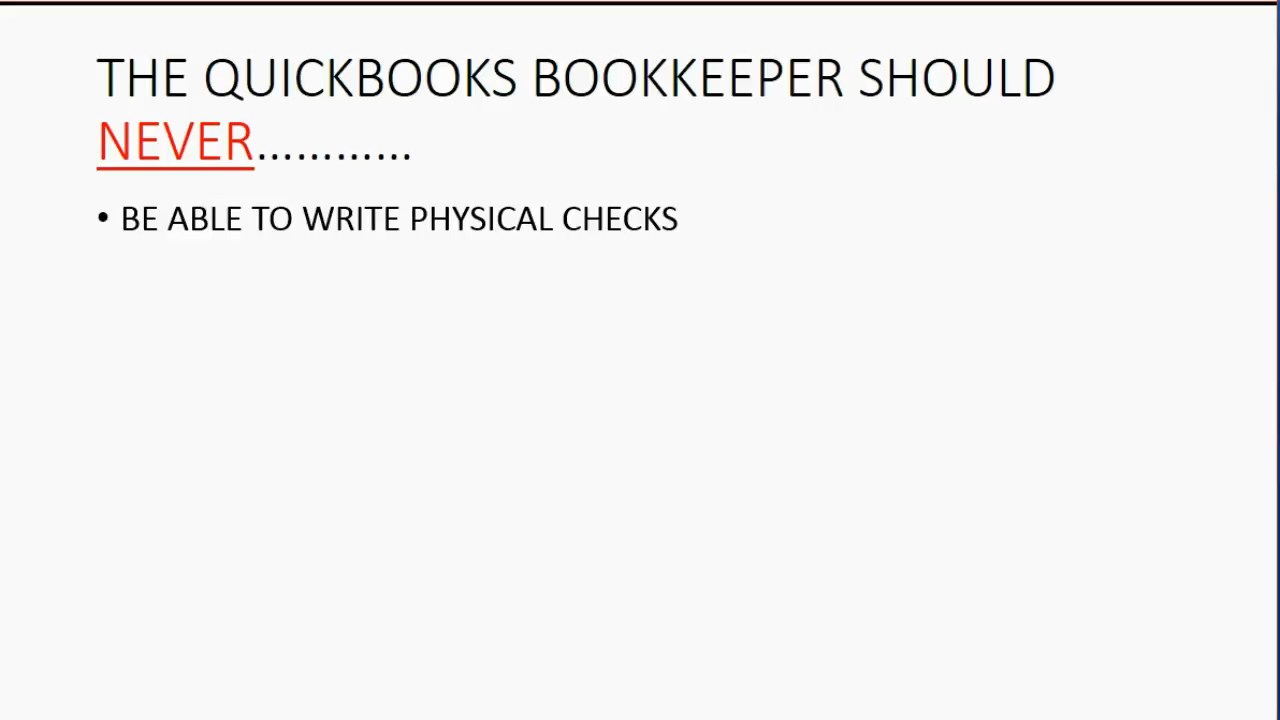 THE QUICKBOOKS BOOKKEEPER SHOULD
NEVER…………
• BE ABLE TO WRITE PHYSICAL CHECKS